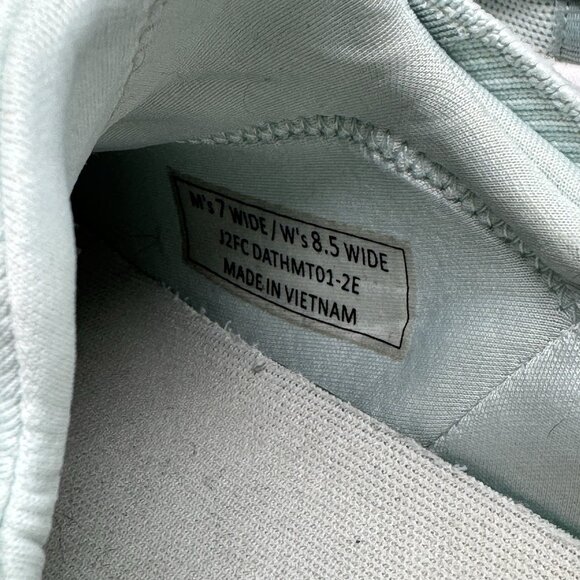 M's 7 WIDE / W's 8.5 WIDE
J2FC DATHMT01-2E
MADE IN VIETNAM